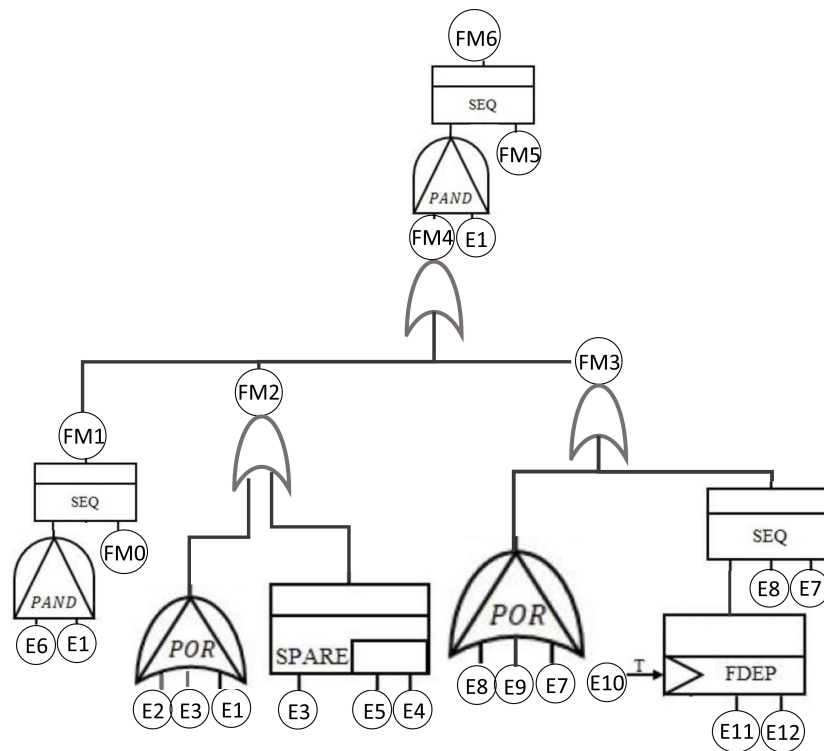 FM6
SEQ
FM5
PAND
FM4
E1
FM3
FM2
FM1
SEQ
FM0
PAND
E6
E1
POR
E2
E3
E1
SPARE
E3
E5
E4
POR
E8
E9
E7
SEQ
E8
E7
E10
T
FDEP
E11
E12